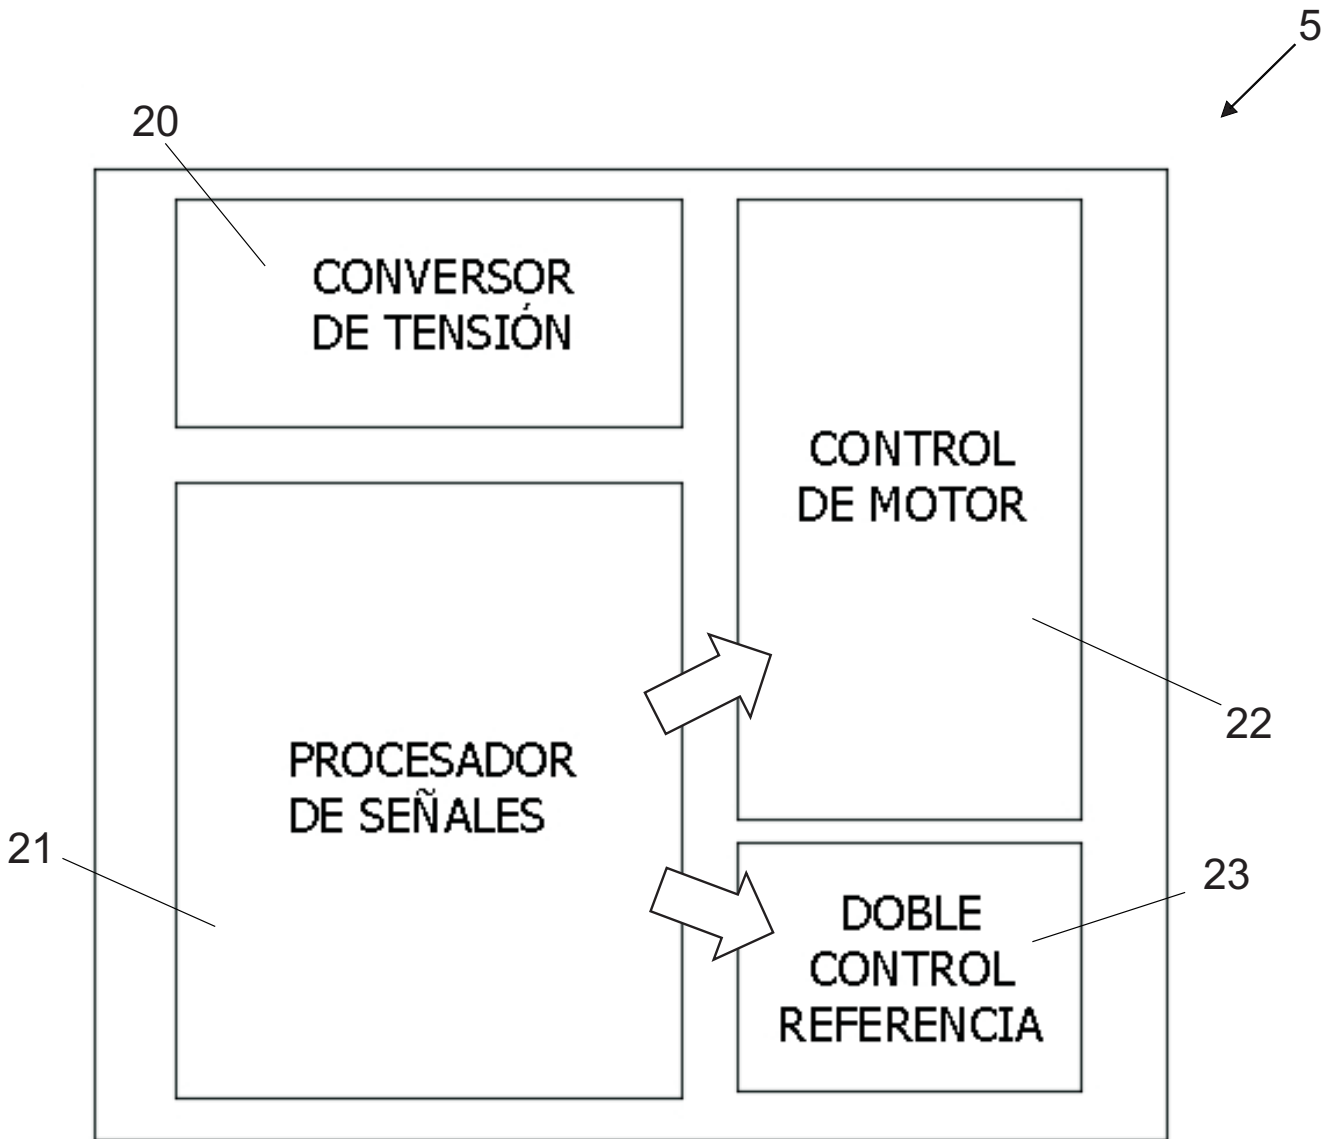 5
20
CONVERSOR
DE TENSIÓN
CONTROL
DE MOTOR
22
PROCESADOR
DE SEÑALES
21
23
DOBLE
CONTROL
REFERENCIA